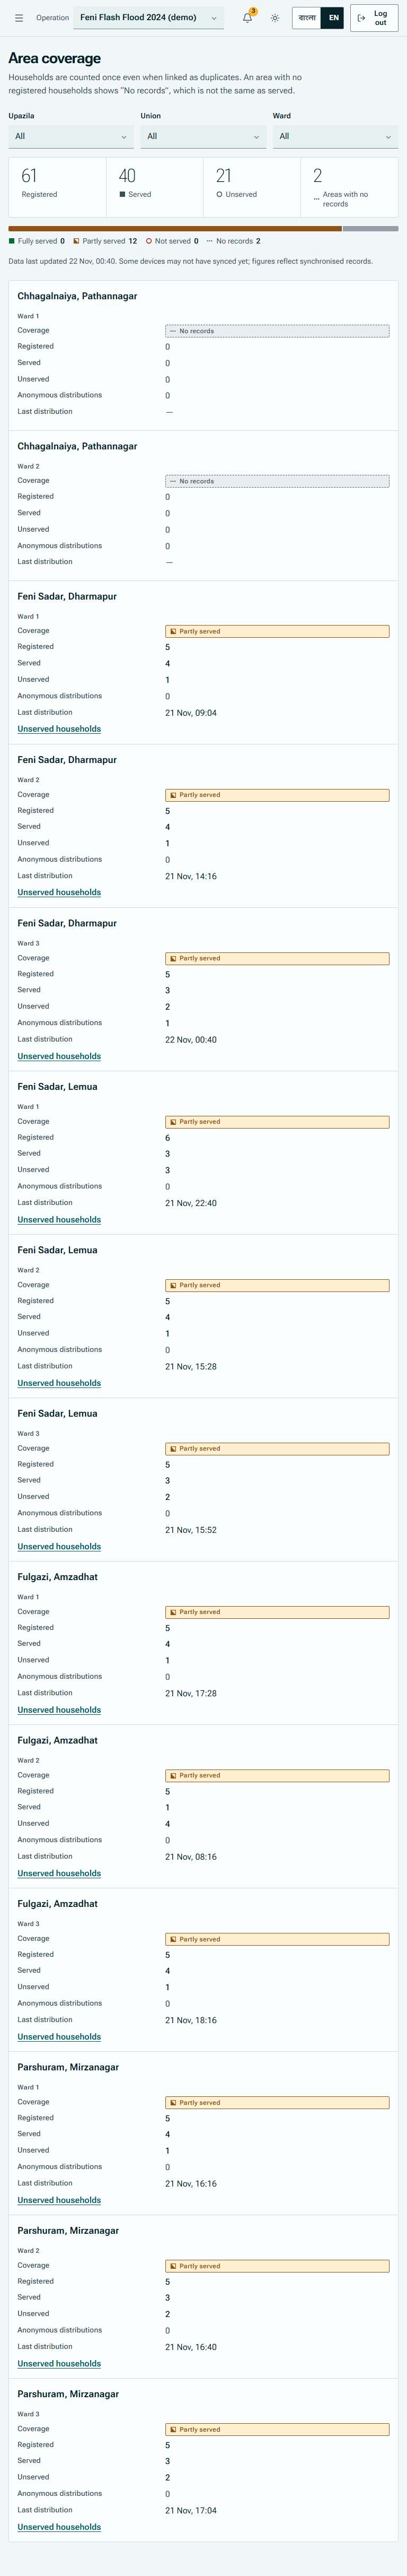 Operation Feni Flash Flood 2024 (demo) 3 বাংলা EN Log out
Area coverage
Households are counted once even when linked as duplicates. An area with no
registered households shows “No records”, which is not the same as served.
Upazila Union Ward
All All All
61 40 21 2
Registered Served Unserved Areas with no records
Fully served 0 Partly served 12 Not served 0 No records 2
Data last updated 22 Nov, 00:40. Some devices may not have synced yet; figures reflect synchronised records.
Chhagalnaiya, Pathannagar
Ward 1
Coverage No records
Registered 0
Served 0
Unserved 0
Anonymous distributions 0
Last distribution —
Chhagalnaiya, Pathannagar
Ward 2
Coverage No records
Registered 0
Served 0
Unserved 0
Anonymous distributions 0
Last distribution —
Feni Sadar, Dharmapur
Ward 1
Coverage Partly served
Registered 5
Served 4
Unserved 1
Anonymous distributions 0
Last distribution 21 Nov, 09:04
Unserved households
Feni Sadar, Dharmapur
Ward 2
Coverage Partly served
Registered 5
Served 4
Unserved 1
Anonymous distributions 0
Last distribution 21 Nov, 14:16
Unserved households
Feni Sadar, Dharmapur
Ward 3
Coverage Partly served
Registered 5
Served 3
Unserved 2
Anonymous distributions 1
Last distribution 22 Nov, 00:40
Unserved households
Feni Sadar, Lemua
Ward 1
Coverage Partly served
Registered 6
Served 3
Unserved 3
Anonymous distributions 0
Last distribution 21 Nov, 22:40
Unserved households
Feni Sadar, Lemua
Ward 2
Coverage Partly served
Registered 5
Served 4
Unserved 1
Anonymous distributions 0
Last distribution 21 Nov, 15:28
Unserved households
Feni Sadar, Lemua
Ward 3
Coverage Partly served
Registered 5
Served 3
Unserved 2
Anonymous distributions 0
Last distribution 21 Nov, 15:52
Unserved households
Fulgazi, Amzadhat
Ward 1
Coverage Partly served
Registered 5
Served 4
Unserved 1
Anonymous distributions 0
Last distribution 21 Nov, 17:28
Unserved households
Fulgazi, Amzadhat
Ward 2
Coverage Partly served
Registered 5
Served 1
Unserved 4
Anonymous distributions 0
Last distribution 21 Nov, 08:16
Unserved households
Fulgazi, Amzadhat
Ward 3
Coverage Partly served
Registered 5
Served 4
Unserved 1
Anonymous distributions 0
Last distribution 21 Nov, 18:16
Unserved households
Parshuram, Mirzanagar
Ward 1
Coverage Partly served
Registered 5
Served 4
Unserved 1
Anonymous distributions 0
Last distribution 21 Nov, 16:16
Unserved households
Parshuram, Mirzanagar
Ward 2
Coverage Partly served
Registered 5
Served 3
Unserved 2
Anonymous distributions 0
Last distribution 21 Nov, 16:40
Unserved households
Parshuram, Mirzanagar
Ward 3
Coverage Partly served
Registered 5
Served 3
Unserved 2
Anonymous distributions 0
Last distribution 21 Nov, 17:04
Unserved households